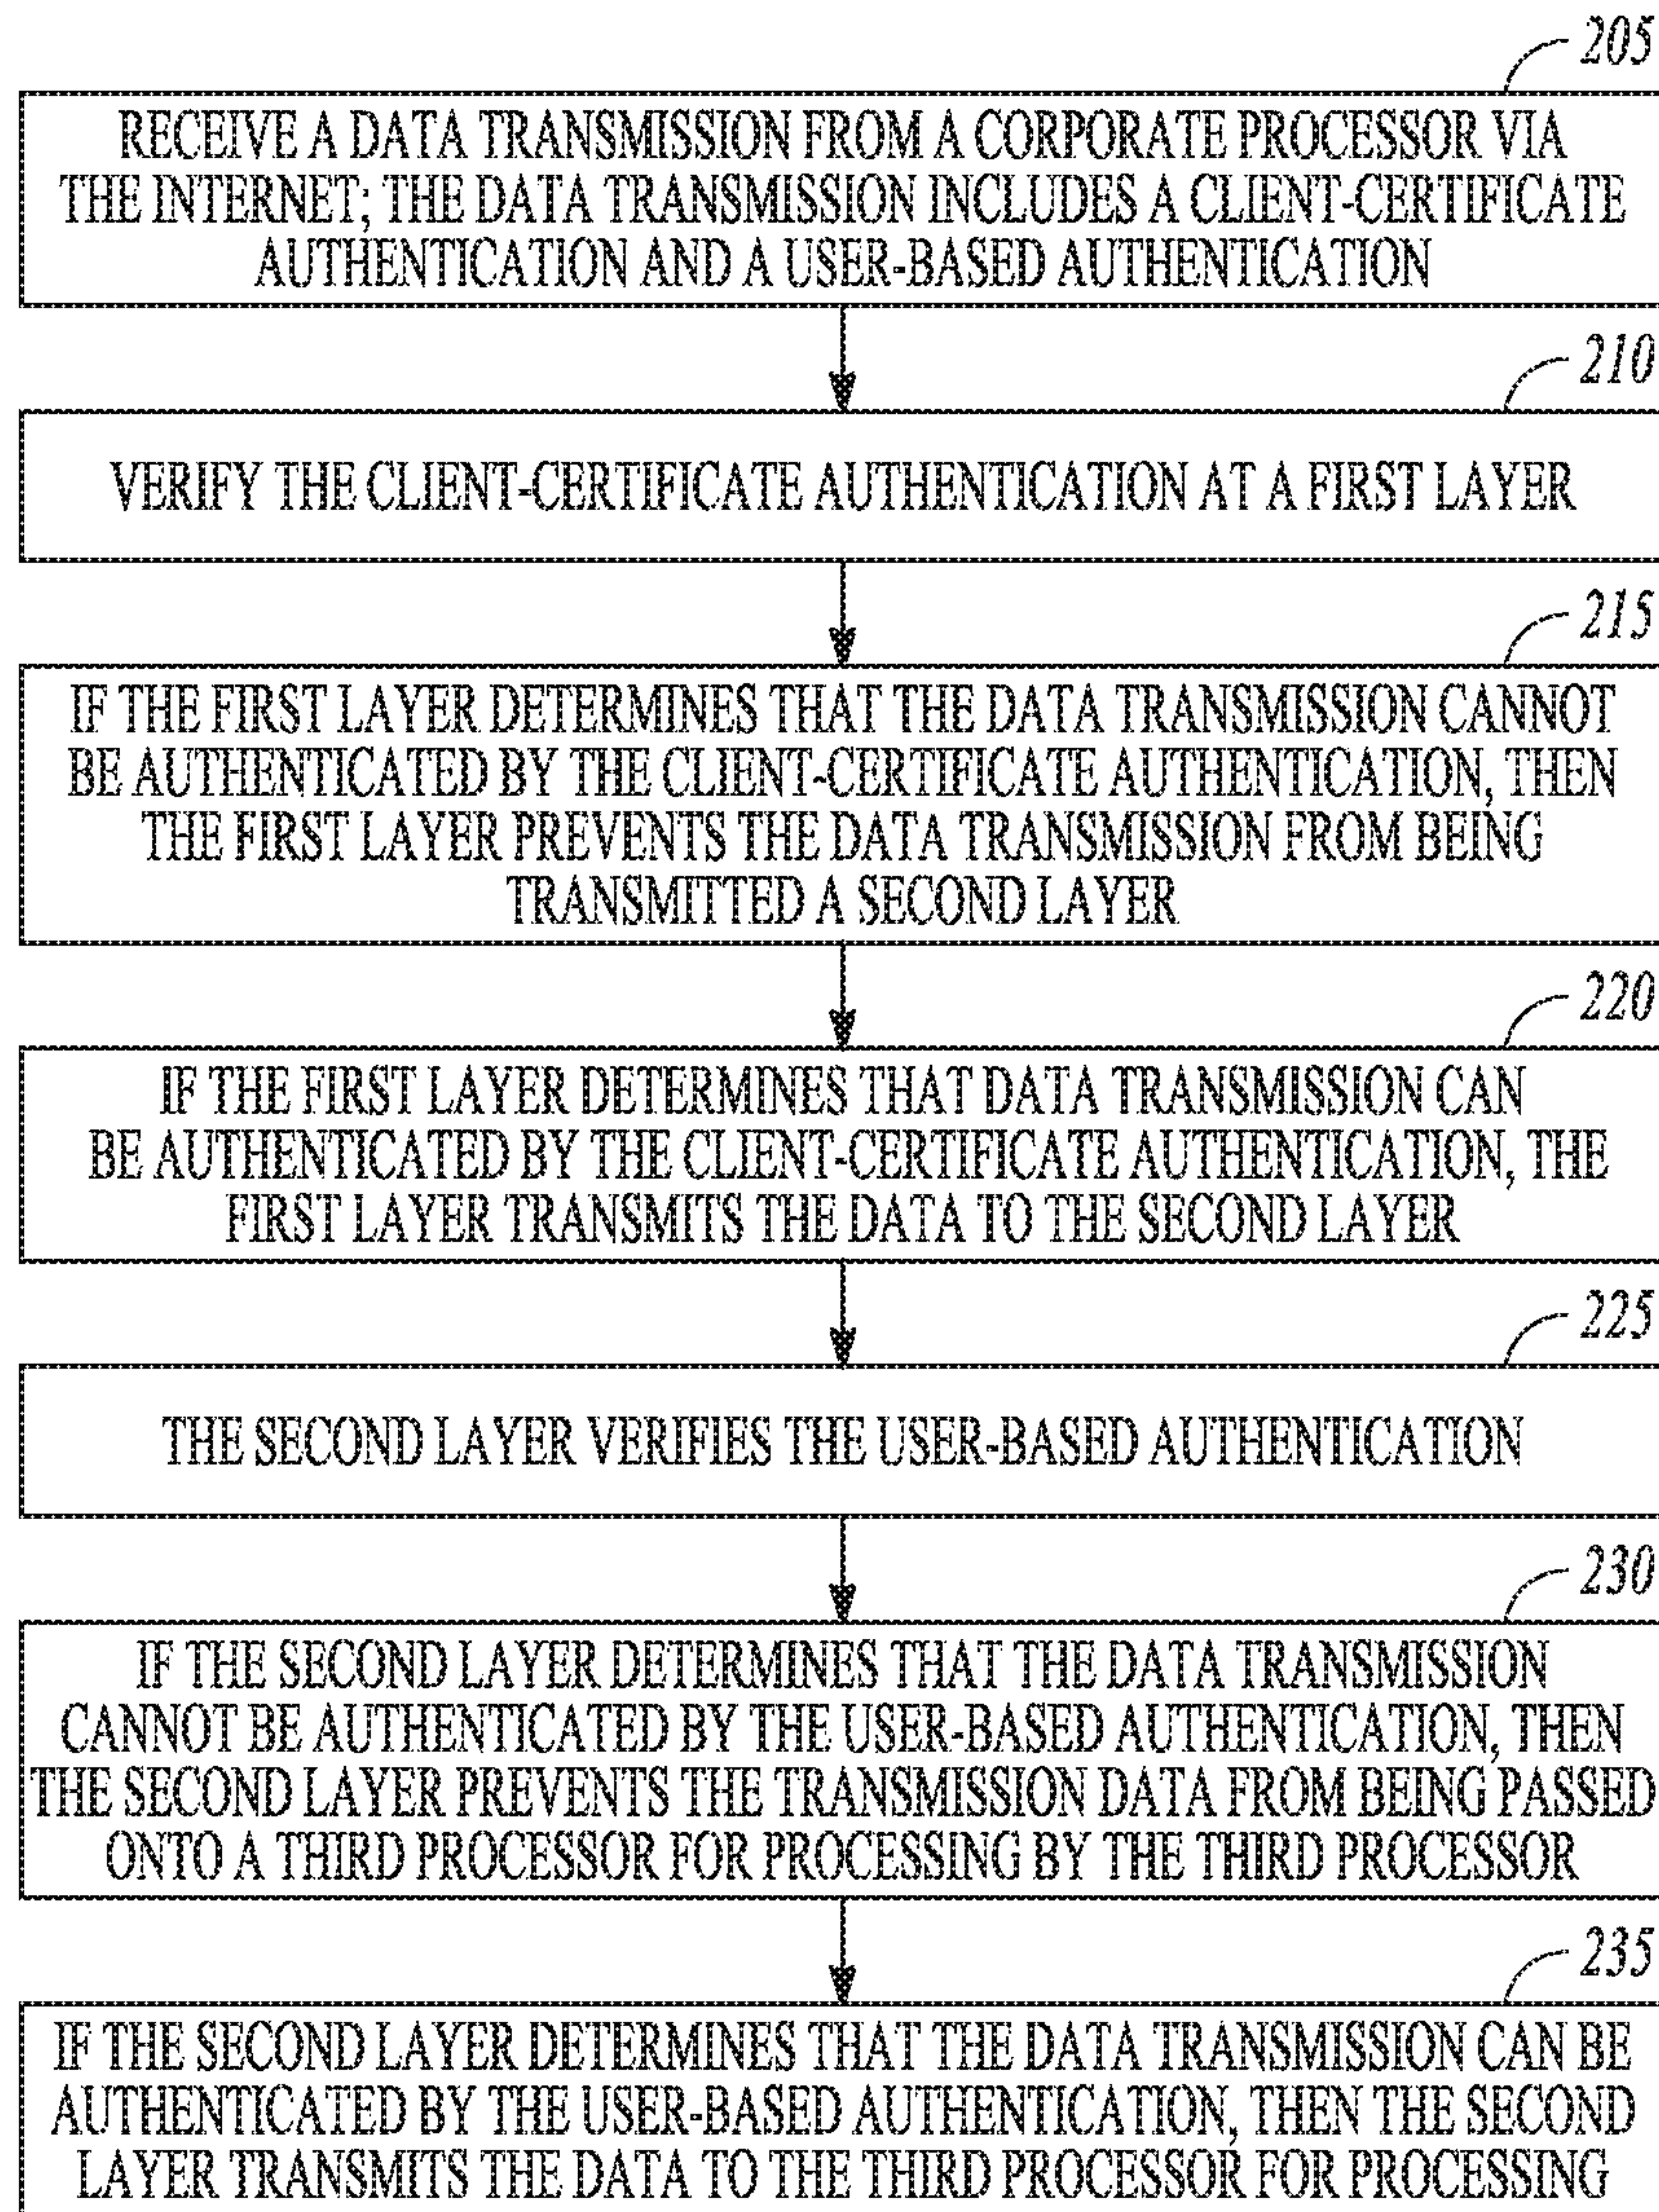 205
RECEIVE A DATA TRANSMISSION FROM A CORPORATE PROCESSOR VIA
THE INTERNET; THE DATA TRANSMISSION INCLUDES A CLIENT-CERTIFICATE
AUTHENTICATION AND A USER-BASED AUTHENTICATION
210
VERIFY THE CLIENT-CERTIFICATE AUTHENTICATION AT A FIRST LAYER
215
IF THE FIRST LAYER DETERMINES THAT THE DATA TRANSMISSION CANNOT
BE AUTHENTICATED BY THE CLIENT-CERTIFICATE AUTHENTICATION, THEN
THE FIRST LAYER PREVENTS THE DATA TRANSMISSION FROM BEING
TRANSMITTED A SECOND LAYER
220
IF THE FIRST LAYER DETERMINES THAT DATA TRANSMISSION CAN
BE AUTHENTICATED BY THE CLIENT-CERTIFICATE AUTHENTICATION, THE
FIRST LAYER TRANSMITS THE DATA TO THE SECOND LAYER
225
THE SECOND LAYER VERIFIES THE USER-BASED AUTHENTICATION
230
IF THE SECOND LAYER DETERMINES THAT THE DATA TRANSMISSION
CANNOT BE AUTHENTICATED BY THE USER-BASED AUTHENTICATION, THEN
THE SECOND LAYER PREVENTS THE TRANSMISSION DATA FROM BEING PASSED
ONTO A THIRD PROCESSOR FOR PROCESSING BY THE THIRD PROCESSOR
235
IF THE SECOND LAYER DETERMINES THAT THE DATA TRANSMISSION CAN BE
AUTHENTICATED BY THE USER-BASED AUTHENTICATION, THEN THE SECOND
LAYER TRANSMITS THE DATA TO THE THIRD PROCESSOR FOR PROCESSING